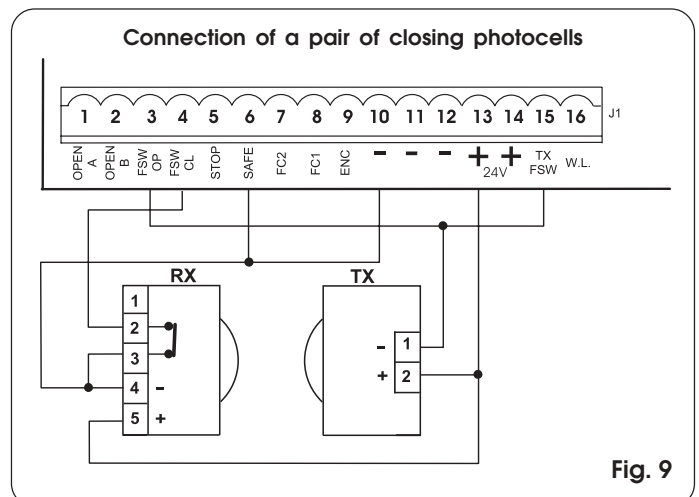 Connection of a pair of closing photocells
1 2 3 4 5 6 7 8 9 10 11 12 13 14 15 16 J1
OPEN A
OPEN B
FSW OP
FSW CL
STOP
SAFE
FC2
FC1
ENC
- - - + +
24V
TX FSW
W.L.
RX
1
2
3
4 -
5 +
TX
- 1
+ 2
Fig. 9